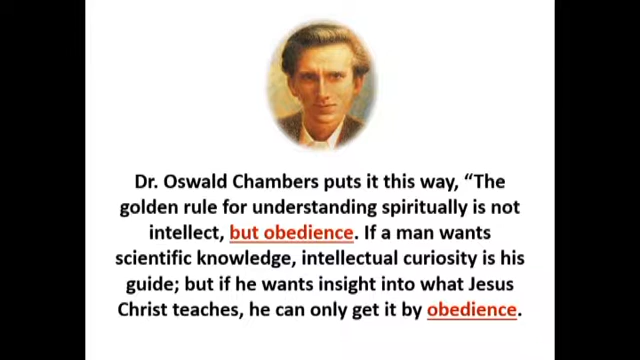 Dr. Oswald Chambers puts it this way, “The
golden rule for understanding spiritually is not
intellect, but obedience. If a man wants
scientific knowledge, intellectual curiosity is his
guide; but if he wants insight into what Jesus
Christ teaches, he can only get it by obedience.